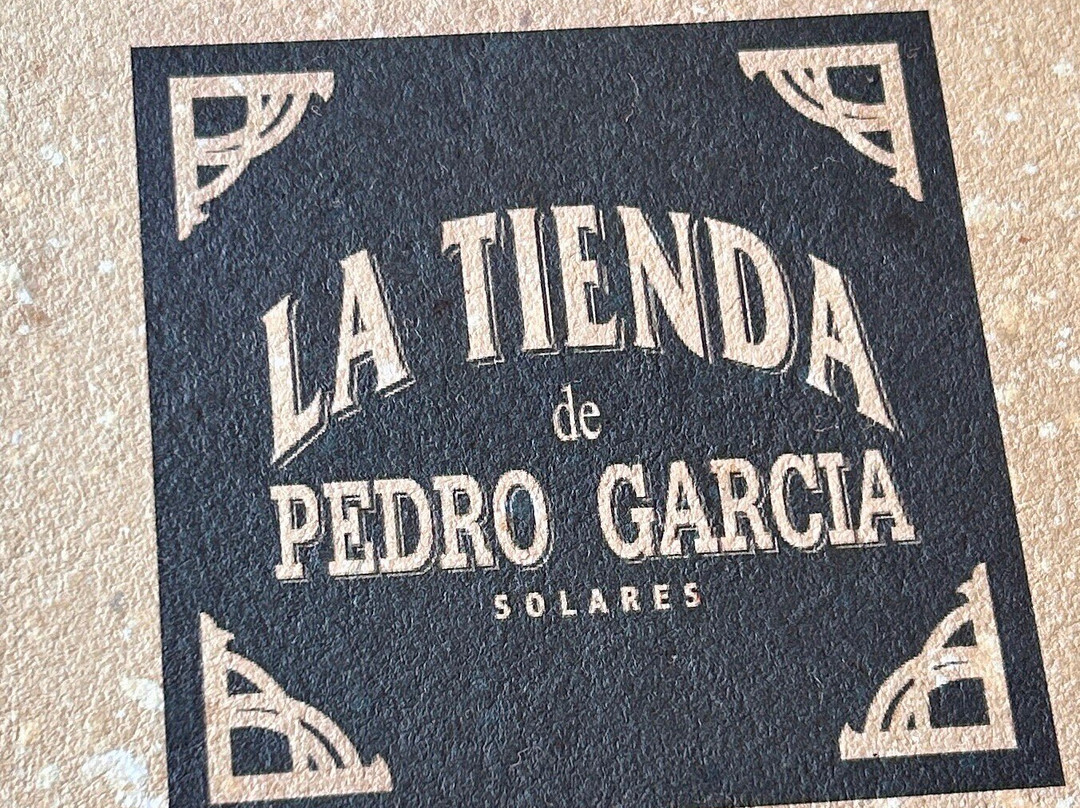 LA TIENDA
de
PEDRO GARCIA
SOLARES